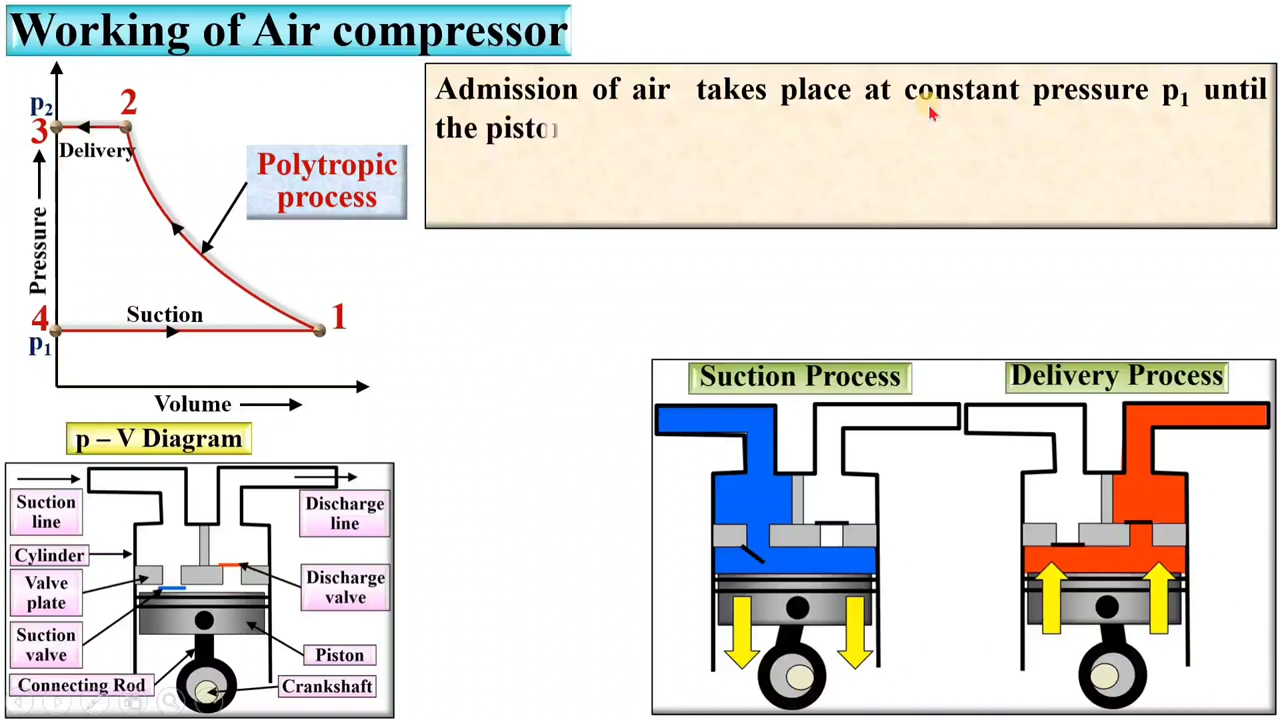 Working of Air compressor
Admission of air takes place at constant pressure p₁ until
the pisto
p₂
2
3
Delivery
Polytropic
process
Pressure
Suction
4
1
p₁
Volume
p – V Diagram
Suction
line
Discharge
line
Cylinder
Valve
plate
Discharge
valve
Suction
valve
Piston
Connecting Rod
Crankshaft
Suction Process
Delivery Process